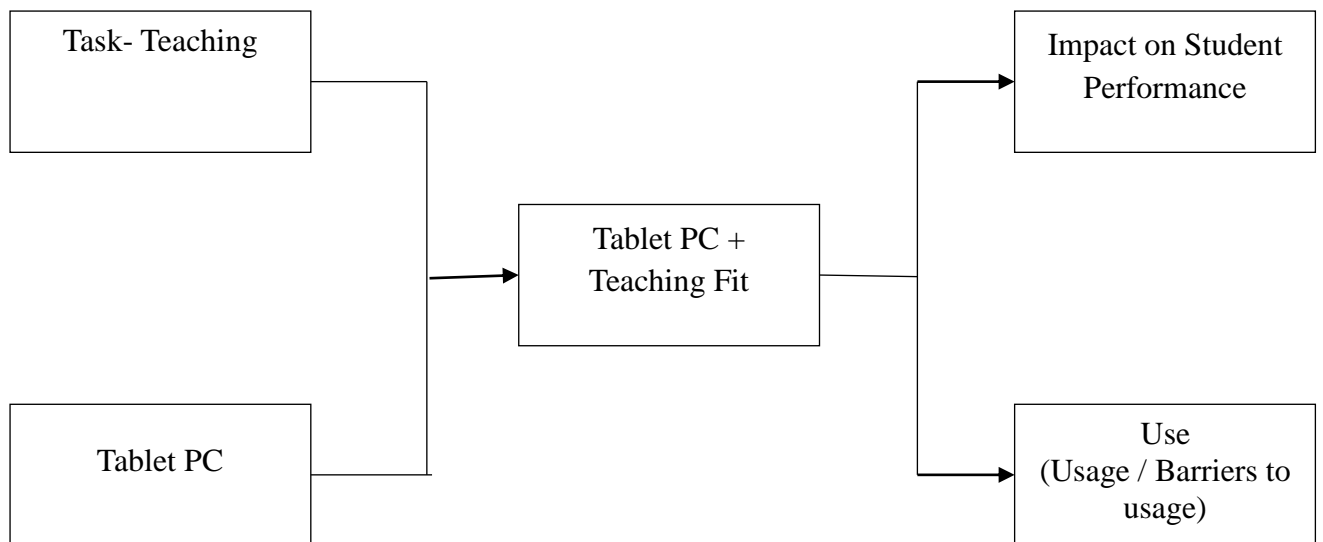 Task- Teaching
Impact on Student
Performance
Tablet PC +
Teaching Fit
Tablet PC
Use
(Usage / Barriers to
usage)